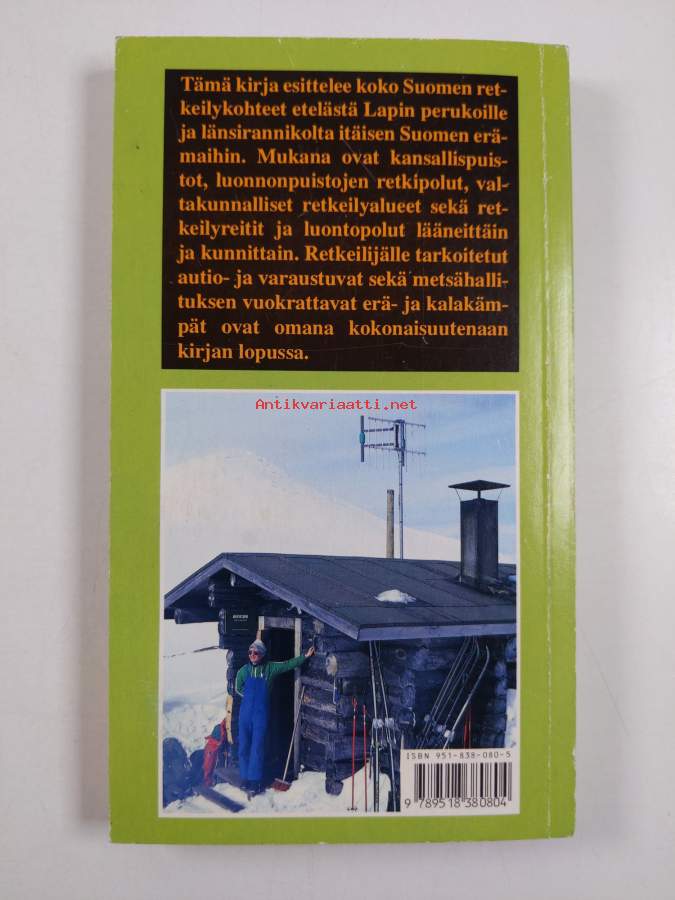 Tämä kirja esittelee koko Suomen ret-
keilykohteet etelästä Lapin perukoille
ja länsirannikolta itäisen Suomen erä-
maihin. Mukana ovat kansallispuis-
tot, luonnonpuistojen retkipolut, val-
takunnalliset retkeilyalueet sekä ret-
keilyreitit ja luontopolut lääneittäin
ja kunnittain. Retkeilijälle tarkoitetut
autio- ja varaustuvat sekä metsähalli-
tuksen vuokrattavat erä- ja kalakäm-
pät ovat omana kokonaisuutenaan
kirjan lopussa.
Antikvariaatti.net
ISBN 951-838-080-5
9 789518 380804